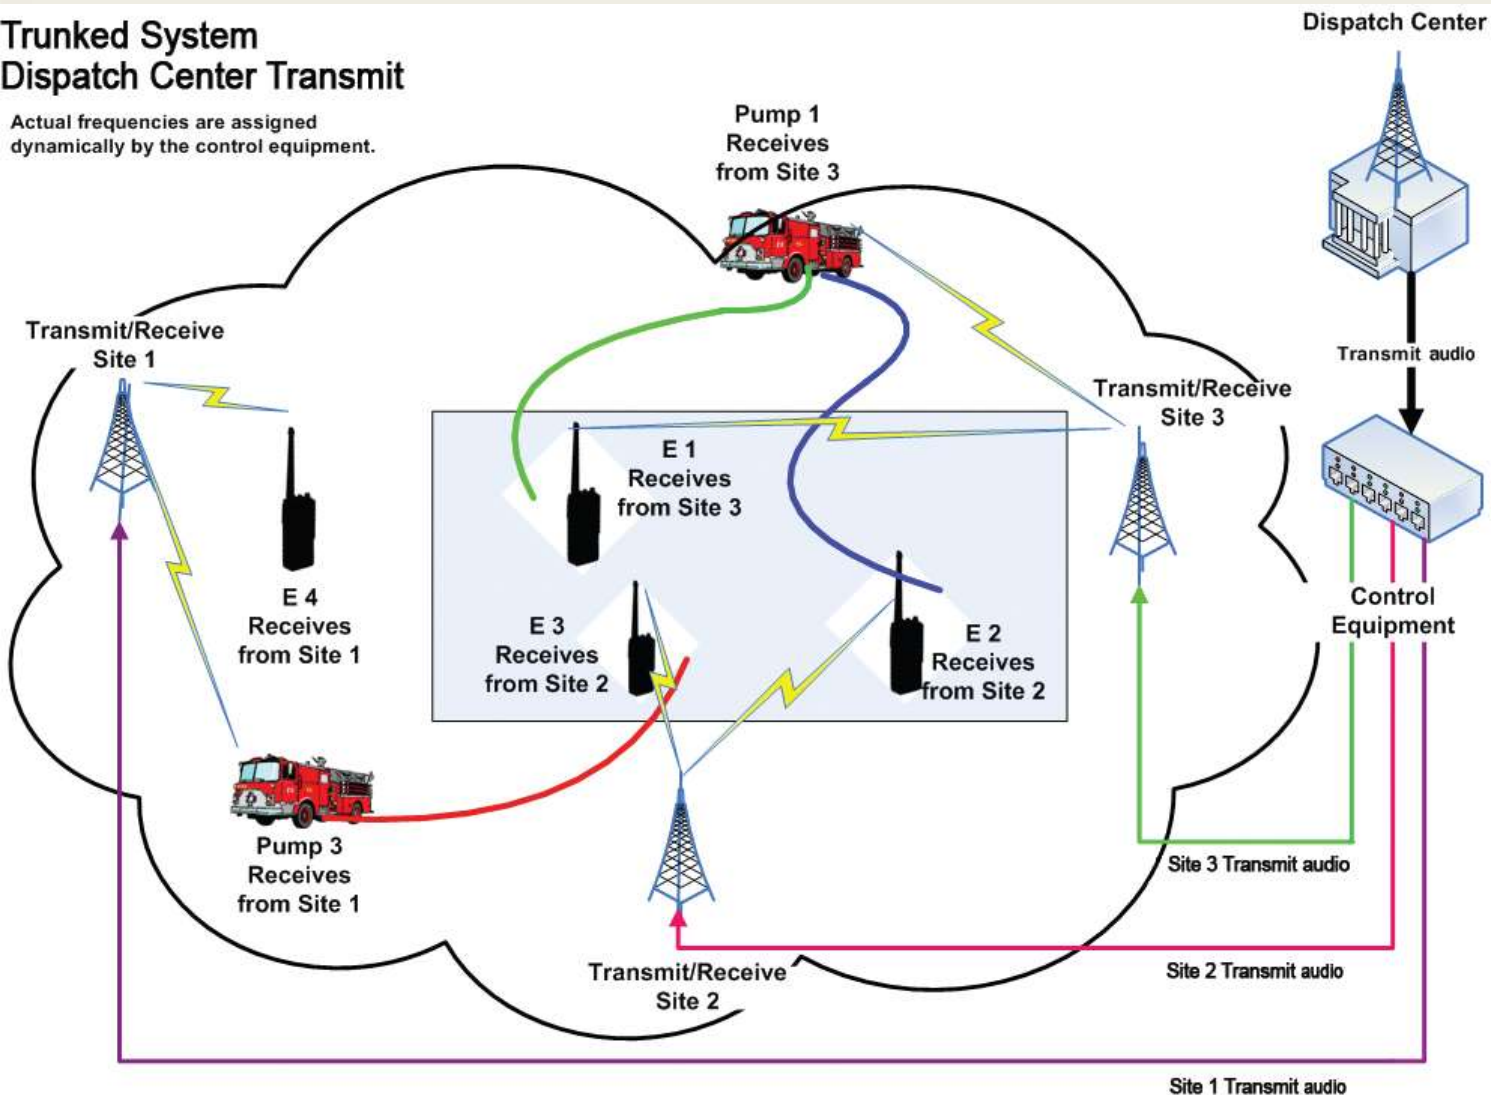 Trunked System
Dispatch Center Transmit
Actual frequencies are assigned
dynamically by the control equipment.
Dispatch Center
Pump 1
Receives
from Site 3
Transmit/Receive
Site 1
Transmit audio
Transmit/Receive
Site 3
E 1
Receives
from Site 3
E 4
Receives
from Site 1
E 3
Receives
from Site 2
E 2
Receives
from Site 2
Control
Equipment
Pump 3
Receives
from Site 1
Site 3 Transmit audio
Transmit/Receive
Site 2
Site 2 Transmit audio
Site 1 Transmit audio